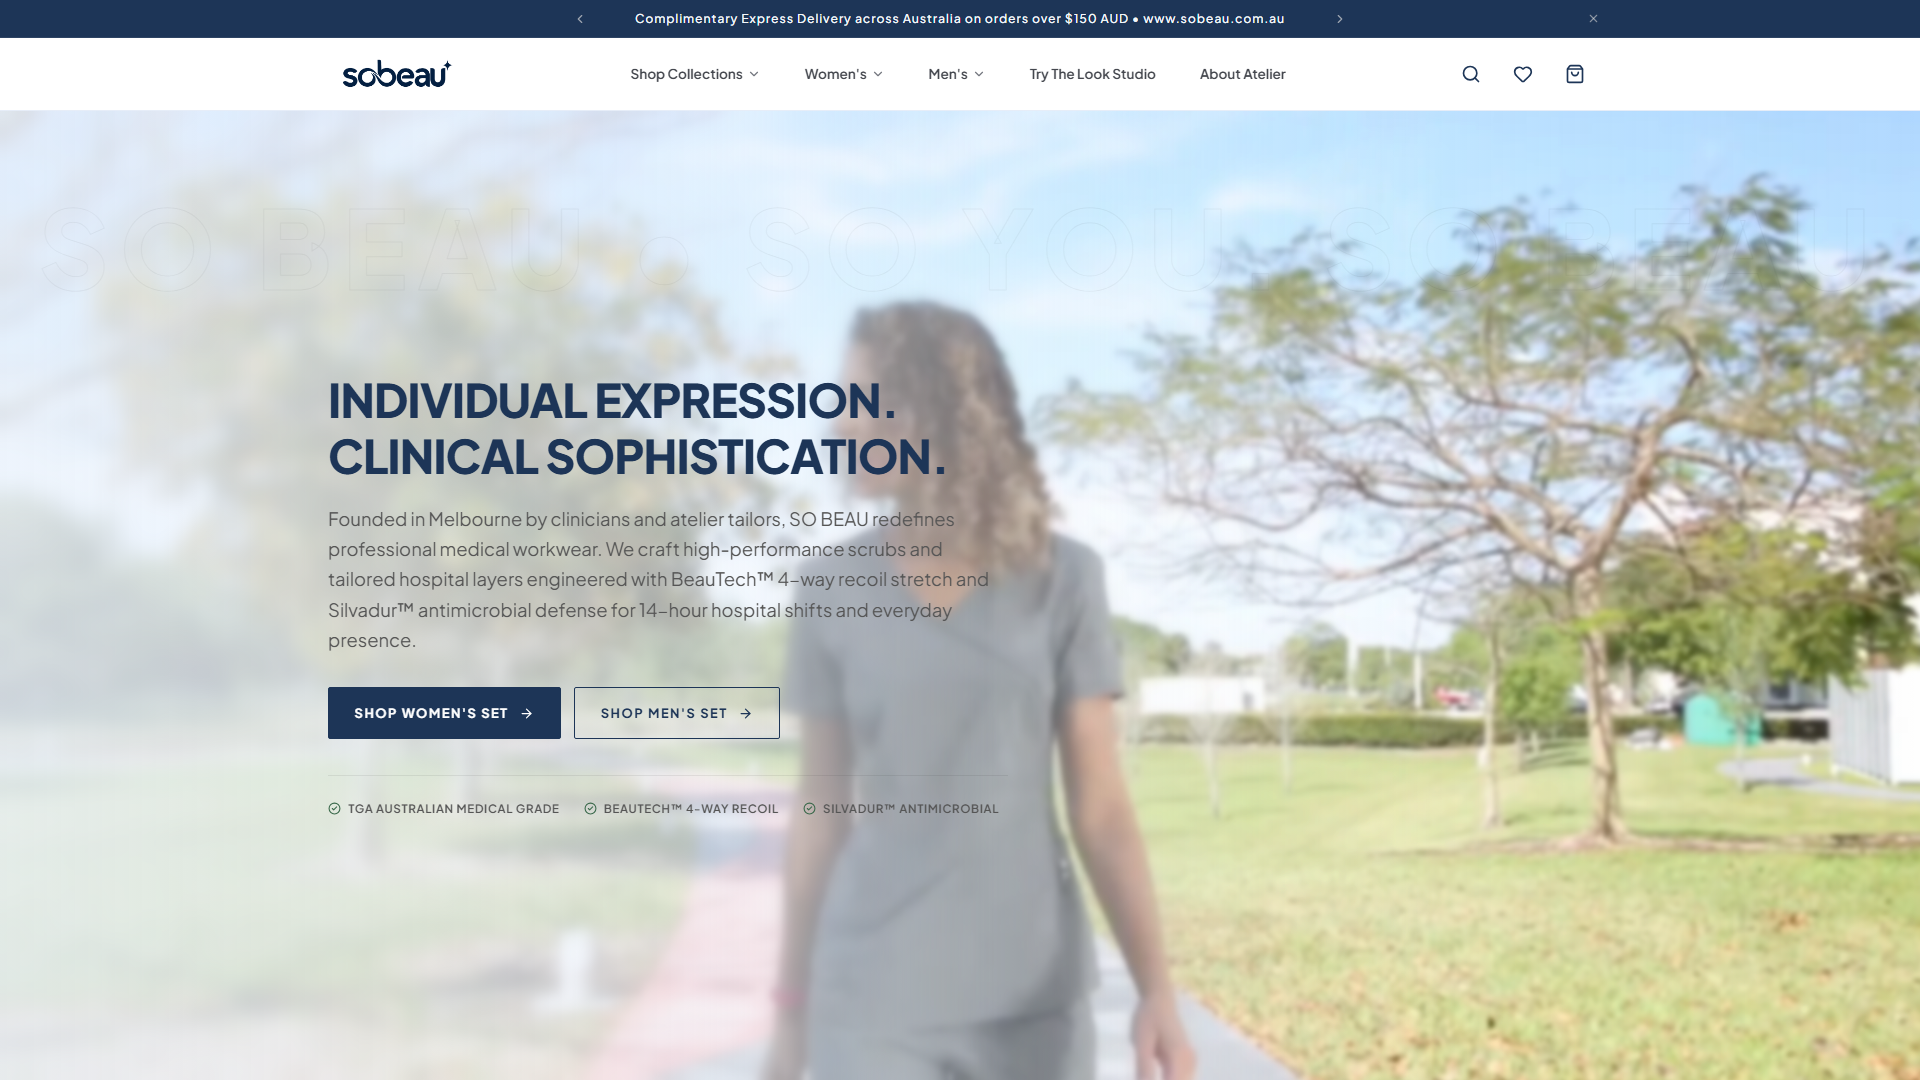 Complimentary Express Delivery across Australia on orders over $150 AUD • www.sobeau.com.au
sobeau
Shop Collections
Women's
Men's
Try The Look Studio
About Atelier
SO BEAU • SO YOU. SO BEAU
INDIVIDUAL EXPRESSION.
CLINICAL SOPHISTICATION.
Founded in Melbourne by clinicians and atelier tailors, SO BEAU redefines
professional medical workwear. We craft high-performance scrubs and
tailored hospital layers engineered with BeauTech™ 4-way recoil stretch and
Silvadur™ antimicrobial defense for 14-hour hospital shifts and everyday
presence.
SHOP WOMEN'S SET →
SHOP MEN'S SET →
TGA AUSTRALIAN MEDICAL GRADE
BEAUTECH™ 4-WAY RECOIL
SILVADUR™ ANTIMICROBIAL